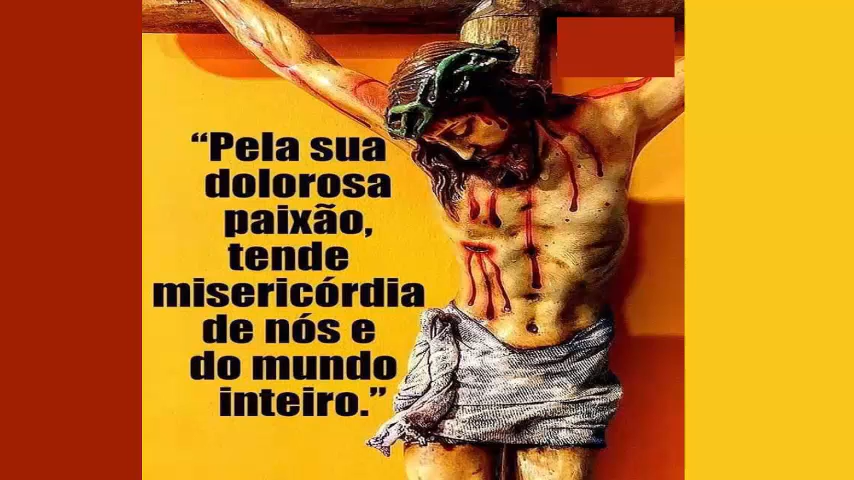 “Pela sua
dolorosa
paixão,
tende
misericórdia
de nós e
do mundo
inteiro.”